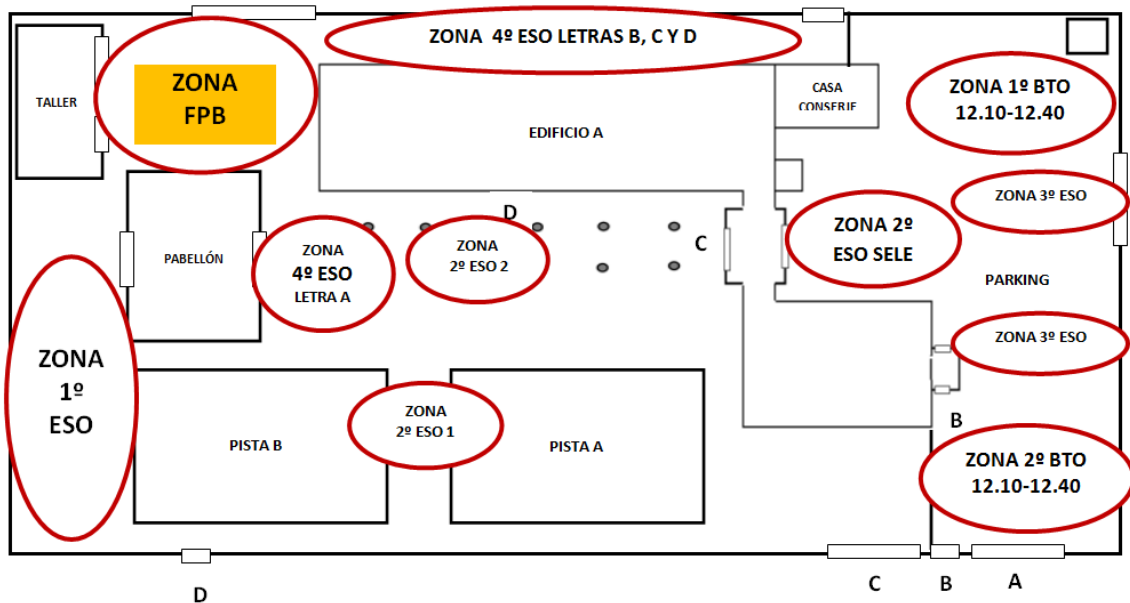 ZONA 4º ESO LETRAS B, C Y D
ZONA
FPB
TALLER
CASA
CONSERJE
ZONA 1º BTO
12.10-12.40
EDIFICIO A
ZONA 3º ESO
D
C
ZONA 2º
ESO SELE
ZONA
4º ESO
LETRA A
ZONA
2º ESO 2
PABELLÓN
PARKING
ZONA 3º ESO
ZONA
1º
ESO
ZONA
2º ESO 1
B
PISTA B
PISTA A
ZONA 2º BTO
12.10-12.40
D
C
B
A